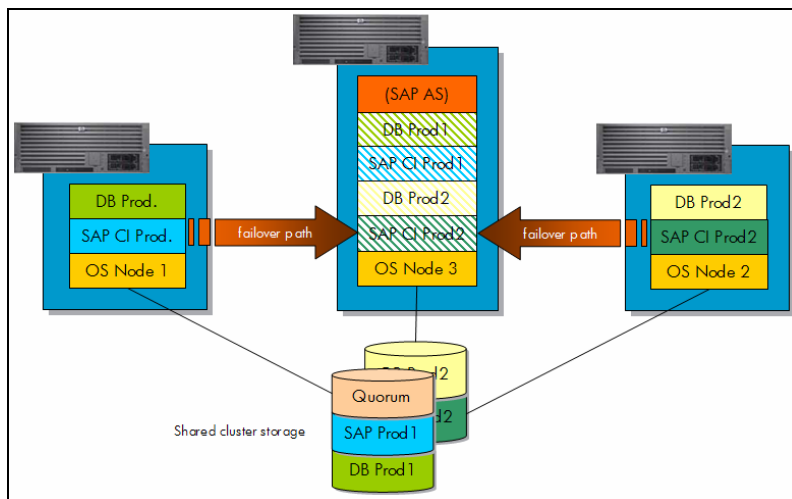 (SAP AS)
DB Prod1
SAP CI Prod1
DB Prod2
SAP CI Prod2
OS Node 3
DB Prod.
SAP CI Prod.
OS Node 1
failover path
failover path
DB Prod2
SAP CI Prod2
OS Node 2
Quorum
SAP Prod1
DB Prod1
Shared cluster storage